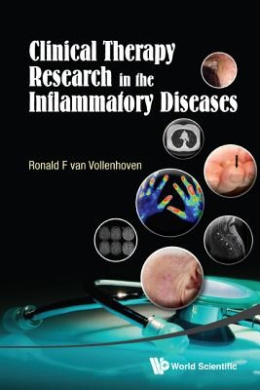 Clinical Therapy
Research in the
Inflammatory Diseases
Ronald F van Vollenhoven
World Scientific